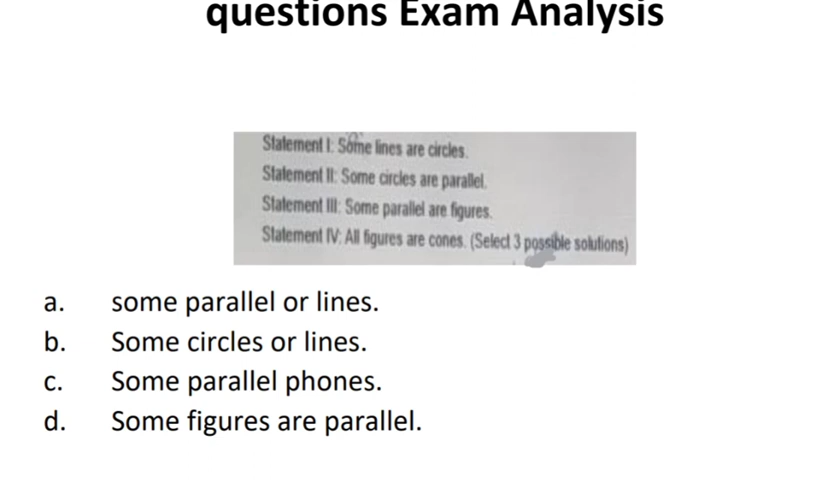 questions Exam Analysis
Statement I: Some lines are circles.
Statement II: Some circles are parallel.
Statement III: Some parallel are figures.
Statement IV: All figures are cones. (Select 3 possible solutions)
a. some parallel or lines.
b. Some circles or lines.
c. Some parallel phones.
d. Some figures are parallel.